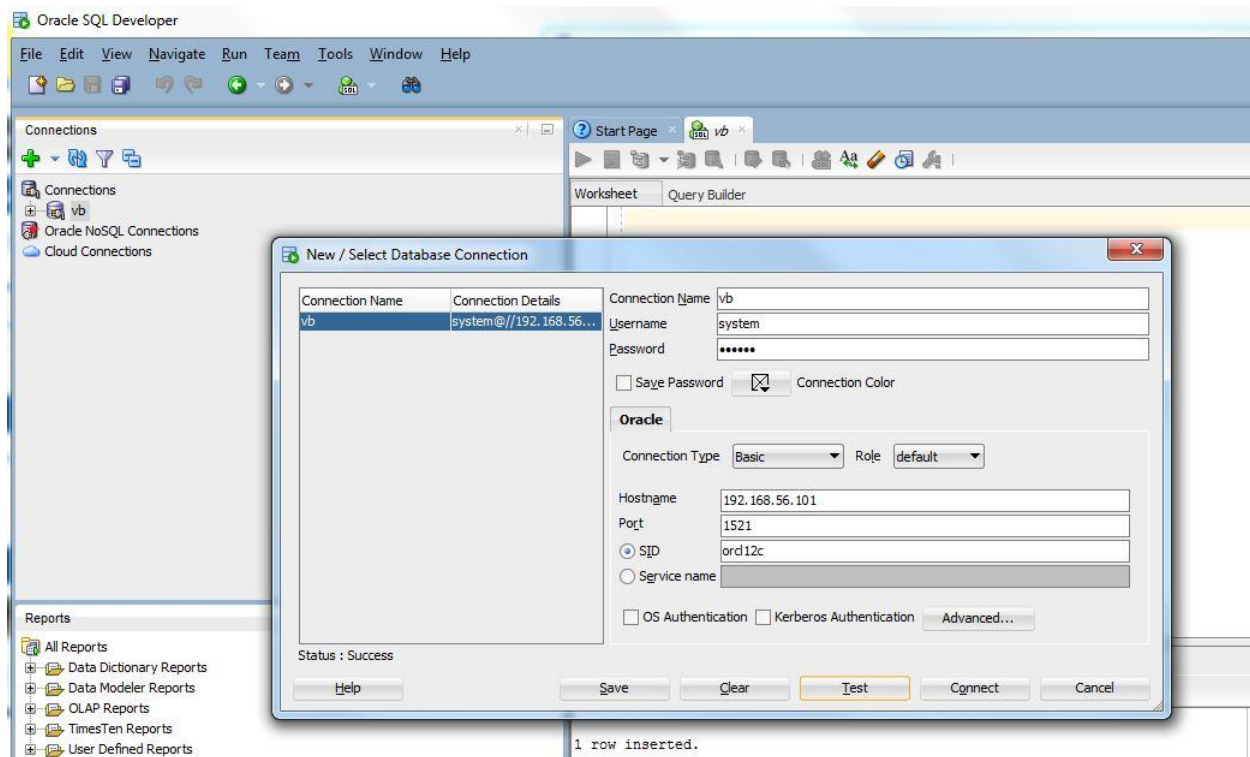 Oracle SQL Developer
File Edit View Navigate Run Team Tools Window Help
SQL
Connections
Connections
vb
Oracle NoSQL Connections
Cloud Connections
Start Page
vb
Worksheet Query Builder
New / Select Database Connection
Connection Name Connection Details
vb system@//192.168.56...
Connection Name vb
Username system
Password ••••••
Save Password Connection Color
Oracle
Connection Type Basic Role default
Hostname 192.168.56.101
Port 1521
SID orcl12c
Service name
OS Authentication Kerberos Authentication Advanced...
Status : Success
Help Save Clear Test Connect Cancel
Reports
All Reports
Data Dictionary Reports
Data Modeler Reports
OLAP Reports
TimesTen Reports
User Defined Reports
1 row inserted.